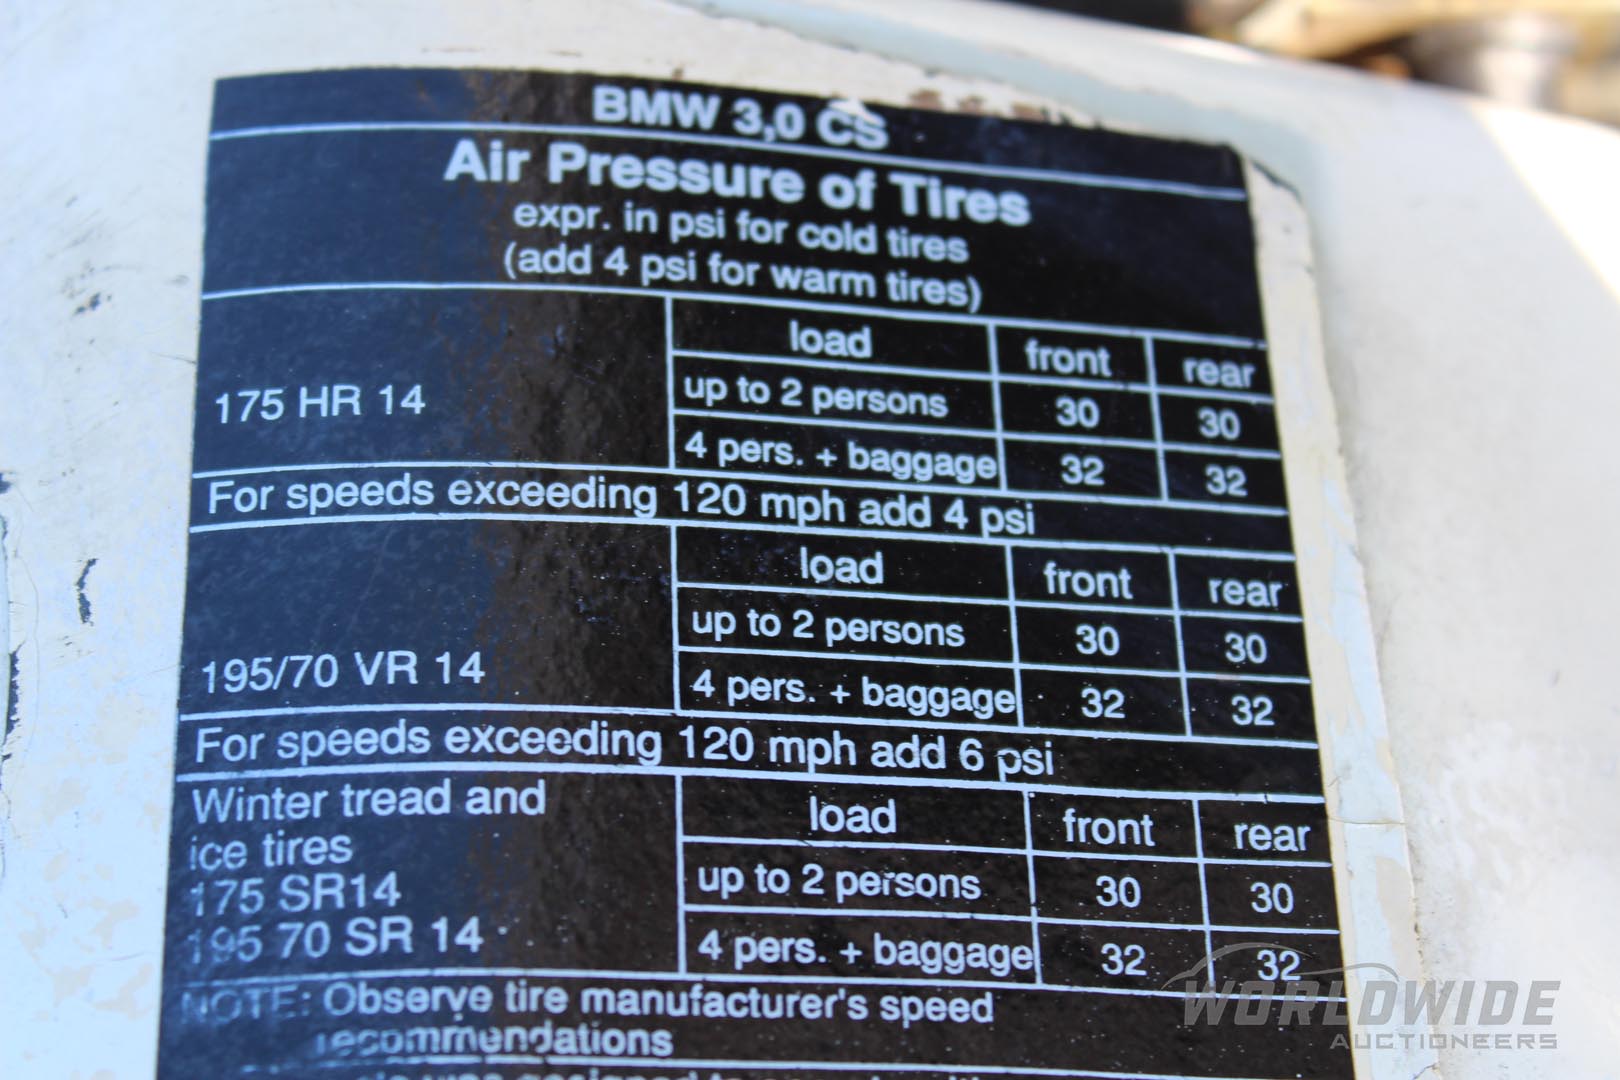 BMW 3,0 CS
Air Pressure of Tires
expr. in psi for cold tires
(add 4 psi for warm tires)
175 HR 14
load front rear
up to 2 persons 30 30
4 pers. + baggage 32 32
For speeds exceeding 120 mph add 4 psi
195/70 VR 14
load front rear
up to 2 persons 30 30
4 pers. + baggage 32 32
For speeds exceeding 120 mph add 6 psi
Winter tread and
ice tires
175 SR14
195 70 SR 14
load front rear
up to 2 persons 30 30
4 pers. + baggage 32 32
NOTE: Observe tire manufacturer's speed
recommendations
WORLDWIDE
AUCTIONEERS